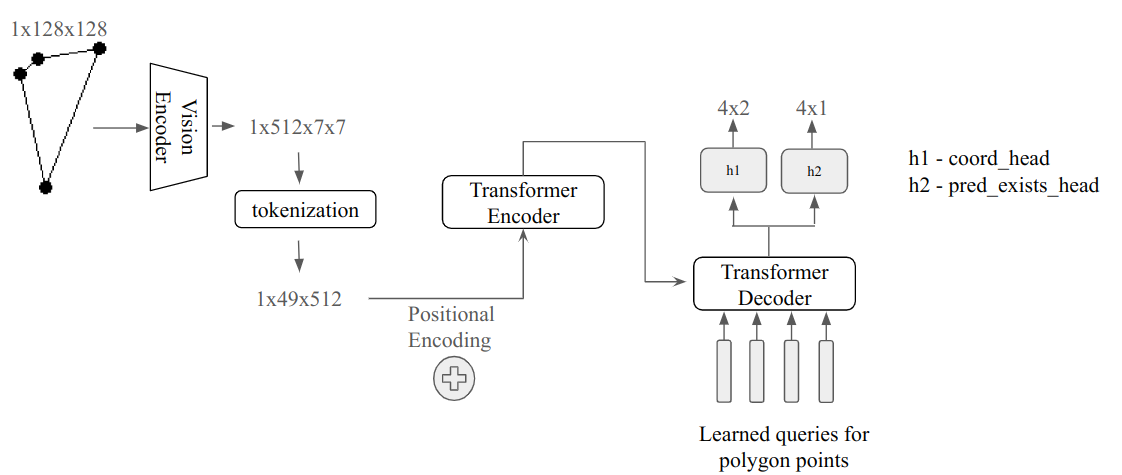 1x128x128
Vision
Encoder
1x512x7x7
tokenization
1x49x512
Positional
Encoding
Transformer
Encoder
4x2
4x1
h1
h2
h1 - coord_head
h2 - pred_exists_head
Transformer
Decoder
Learned queries for
polygon points